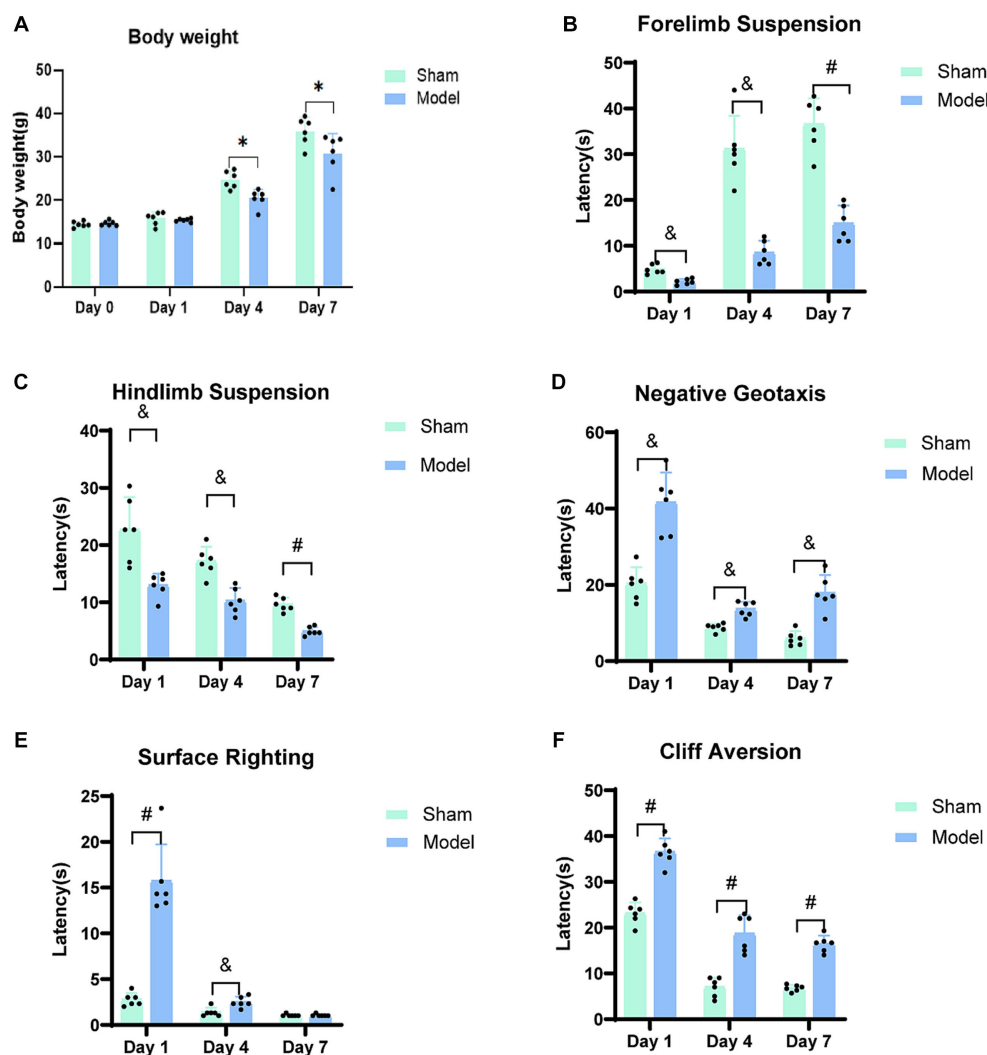 A
Body weight
Body weight(g)
50
40
30
20
10
0
*
*
Day 0 Day 1 Day 4 Day 7
Sham
Model
B
Forelimb Suspension
Latency(s)
50
40
30
20
10
0
&
&
#
Day 1 Day 4 Day 7
Sham
Model
C
Hindlimb Suspension
Latency(s)
40
30
20
10
0
&
&
#
Day 1 Day 4 Day 7
Sham
Model
D
Negative Geotaxis
Latency(s)
60
40
20
0
&
&
&
Day 1 Day 4 Day 7
Sham
Model
E
Surface Righting
Latency(s)
25
20
15
10
5
0
#
&
Day 1 Day 4 Day 7
Sham
Model
F
Cliff Aversion
Latency(s)
50
40
30
20
10
0
#
#
#
Day 1 Day 4 Day 7
Sham
Model